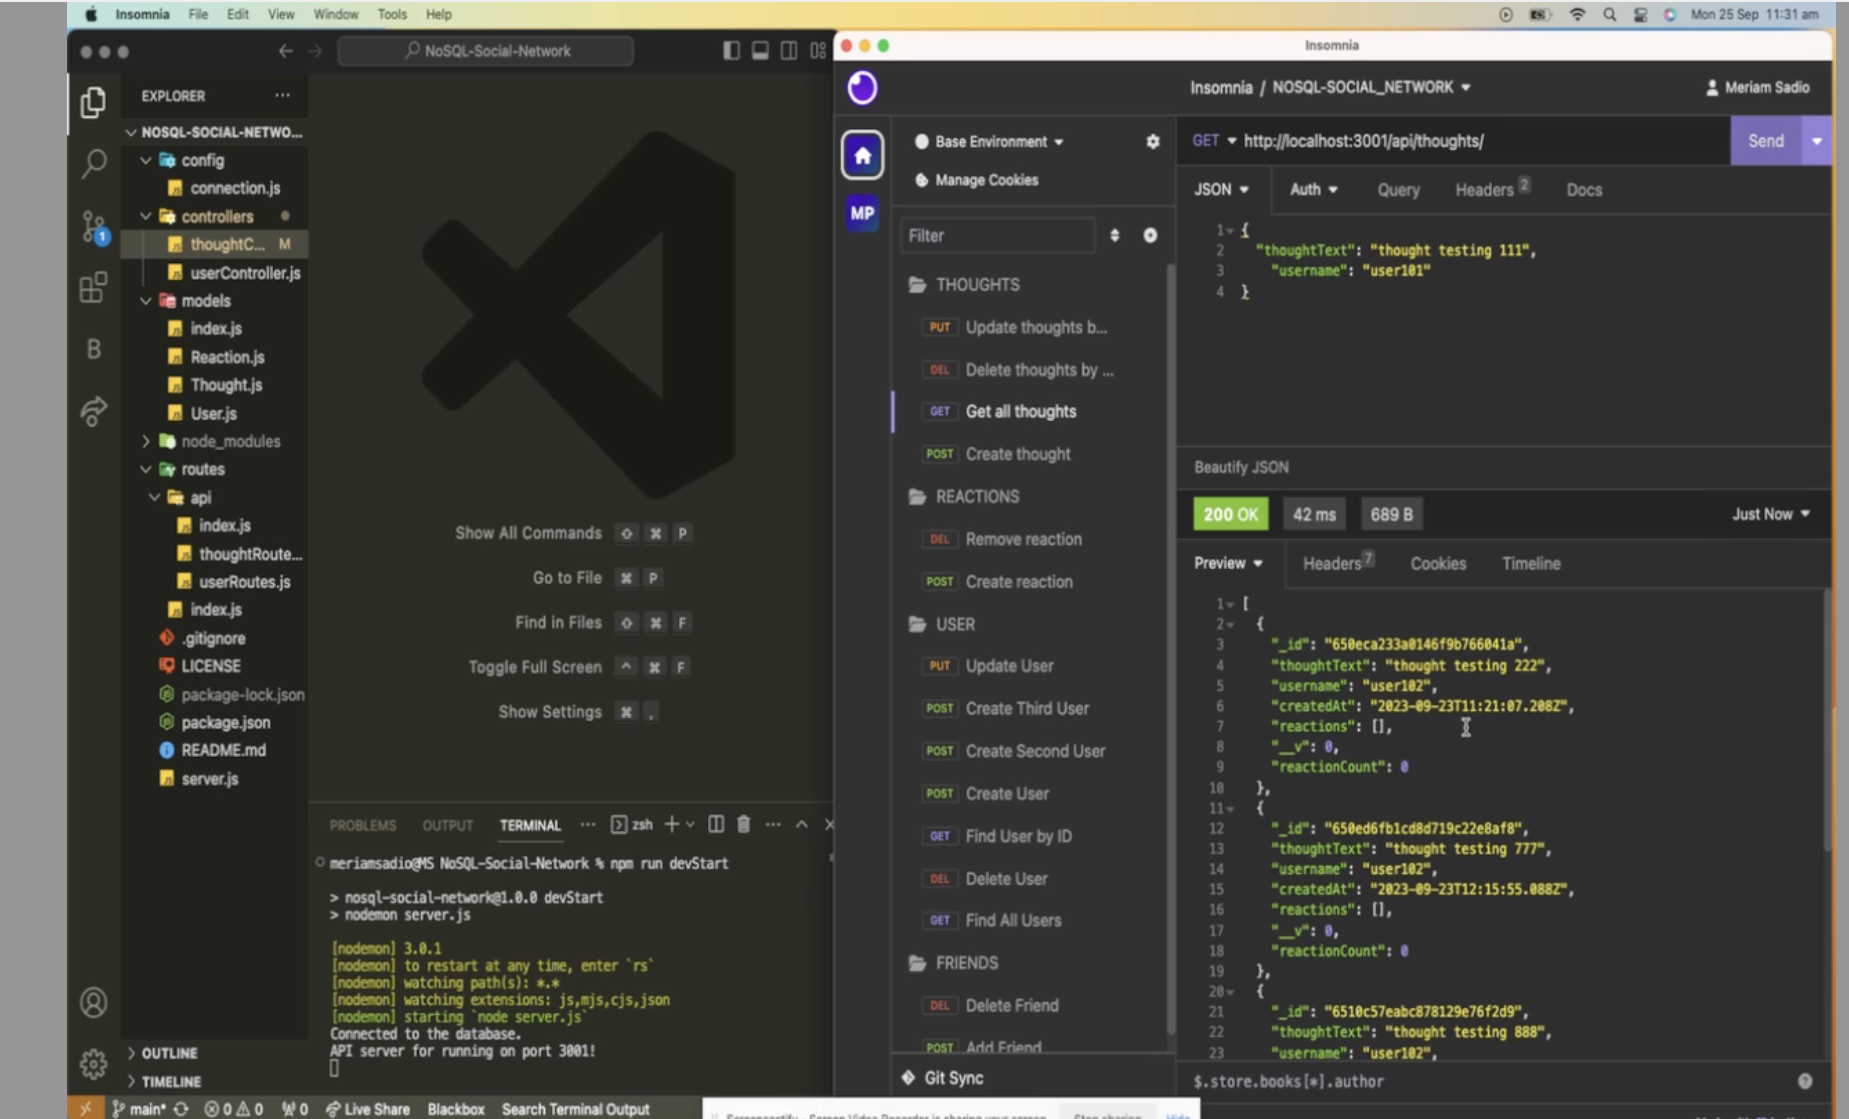 Insomnia File Edit View Window Tools Help
Mon 25 Sep 11:31 am
NoSQL-Social-Network
EXPLORER ...
NOSQL-SOCIAL-NETWO...
config
connection.js
controllers
thoughtC... M
userController.js
models
index.js
Reaction.js
Thought.js
User.js
node_modules
routes
api
index.js
thoughtRoute...
userRoutes.js
index.js
.gitignore
LICENSE
package-lock.json
package.json
README.md
server.js
OUTLINE
TIMELINE
1
B
Show All Commands ⇧ ⌘ P
Go to File ⌘ P
Find in Files ⇧ ⌘ F
Toggle Full Screen ^ ⌘ F
Show Settings ⌘ ,
PROBLEMS OUTPUT TERMINAL ... zsh
meriamsadio@MS NoSQL-Social-Network % npm run devStart
> nosql-social-network@1.0.0 devStart
> nodemon server.js
[nodemon] 3.0.1
[nodemon] to restart at any time, enter `rs`
[nodemon] watching path(s): *.*
[nodemon] watching extensions: js,mjs,cjs,json
[nodemon] starting `node server.js`
Connected to the database.
API server for running on port 3001!
main* 0 0 0 Live Share Blackbox Search Terminal Output
Insomnia
Insomnia / NOSQL-SOCIAL_NETWORK
Meriam Sadio
MP
Base Environment
Manage Cookies
Filter
THOUGHTS
PUT Update thoughts b...
DEL Delete thoughts by ...
GET Get all thoughts
POST Create thought
REACTIONS
DEL Remove reaction
POST Create reaction
USER
PUT Update User
POST Create Third User
POST Create Second User
POST Create User
GET Find User by ID
DEL Delete User
GET Find All Users
FRIENDS
DEL Delete Friend
POST Add Friend
Git Sync
GET http://localhost:3001/api/thoughts/ Send
JSON Auth Query Headers 2 Docs
1 {
2 "thoughtText": "thought testing 111",
3 "username": "user101"
4 }
Beautify JSON
200 OK 42 ms 689 B Just Now
Preview Headers 7 Cookies Timeline
1 [
2 {
3 "_id": "650eca233a0146f9b766041a",
4 "thoughtText": "thought testing 222",
5 "username": "user102",
6 "createdAt": "2023-09-23T11:21:07.208Z",
7 "reactions": [],
8 "__v": 0,
9 "reactionCount": 0
10 },
11 {
12 "_id": "650ed6fb1cd8d719c22e8af8",
13 "thoughtText": "thought testing 777",
14 "username": "user102",
15 "createdAt": "2023-09-23T12:15:55.088Z",
16 "reactions": [],
17 "__v": 0,
18 "reactionCount": 0
19 },
20 {
21 "_id": "6510c57eabc878129e76f2d9",
22 "thoughtText": "thought testing 888",
23 "username": "user102",
$.store.books[*].author